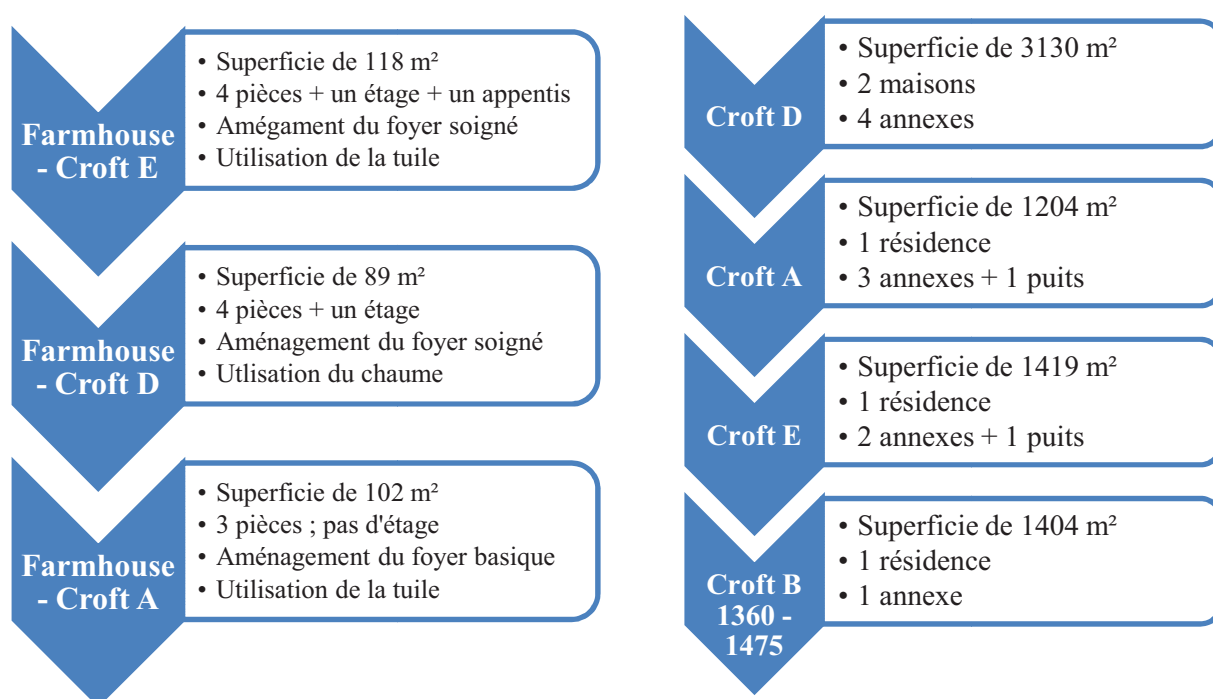 Farmhouse
- Croft E
• Superficie de 118 m²
• 4 pièces + un étage + un appentis
• Amégament du foyer soigné
• Utilisation de la tuile
Farmhouse
- Croft D
• Superficie de 89 m²
• 4 pièces + un étage
• Aménagement du foyer soigné
• Utlisation du chaume
Farmhouse
- Croft A
• Superficie de 102 m²
• 3 pièces ; pas d'étage
• Aménagement du foyer basique
• Utilisation de la tuile
Croft D
• Superficie de 3130 m²
• 2 maisons
• 4 annexes
Croft A
• Superficie de 1204 m²
• 1 résidence
• 3 annexes + 1 puits
Croft E
• Superficie de 1419 m²
• 1 résidence
• 2 annexes + 1 puits
Croft B
1360 -
1475
• Superficie de 1404 m²
• 1 résidence
• 1 annexe